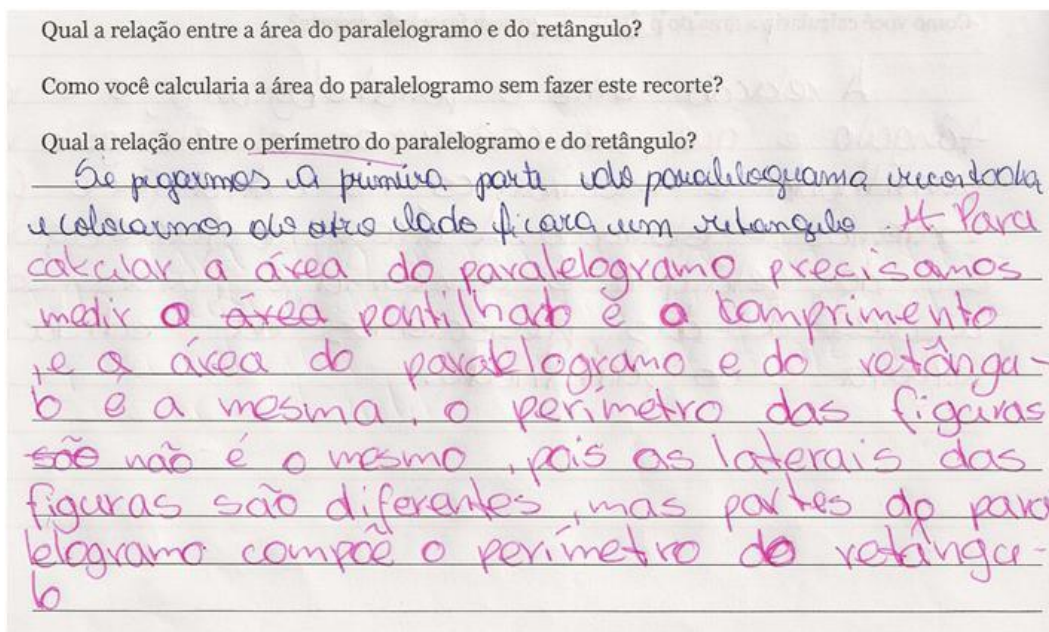 Qual a relação entre a área do paralelogramo e do retângulo?
Como você calcularia a área do paralelogramo sem fazer este recorte?
Qual a relação entre o perímetro do paralelogramo e do retângulo?
Se pegarmos a primeira parte do paralelograma recortada
e colocarmos do otro lado ficara um retangulo Para
calcular a área do paralelogramo precisamos
medir o área pontilhado e o comprimento
, e a área do paralelogramo e do retângu-
lo é a mesma, o perímetro das figuras
são não é o mesmo, pois as laterais das
figuras são diferentes, mas partes do para
lelogramo compõe o perímetro do retângu-
lo